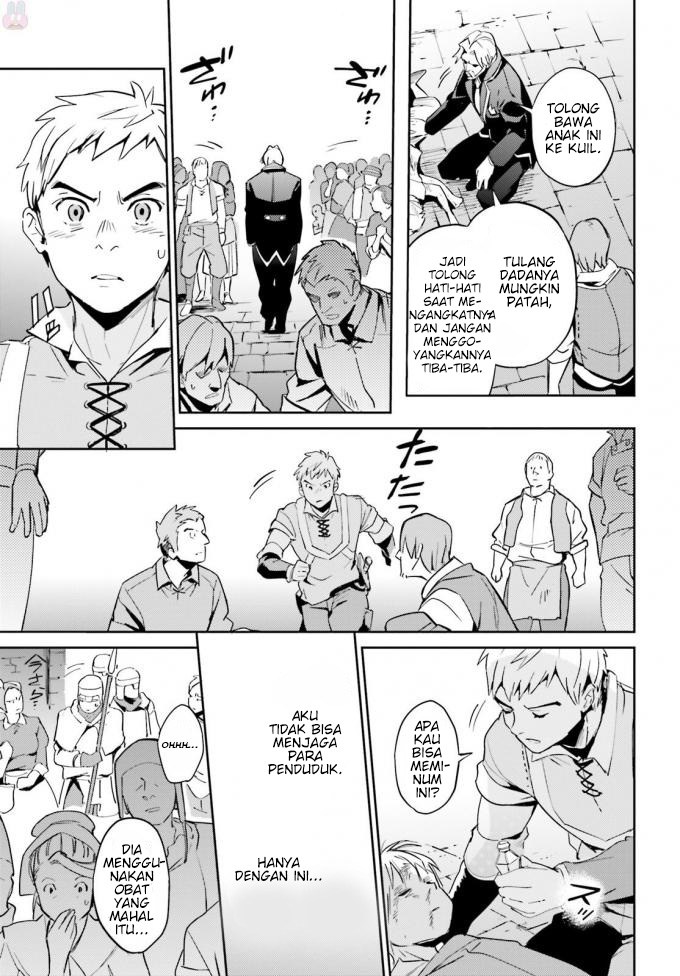 TOLONG
BAWA
ANAK INI
KE KUIL.
TULANG
DADANYA
MUNGKIN
PATAH,
JADI
TOLONG
HATI-HATI
SAAT ME-
NGANGKATNYA
DAN JANGAN
MENGGO-
YANGKANNYA
TIBA-TIBA.
ざわ…
ざわ…
たたっ
APA
KAU
BISA
MEMI-
NUM
INI?
スッ
AKU
TIDAK BISA
MENJAGA
PARA
PENDUDUK.
HANYA
DENGAN INI...
OHHH...
DIA
MENGGU-
NAKAN
OBAT
YANG
MAHAL
ITU...